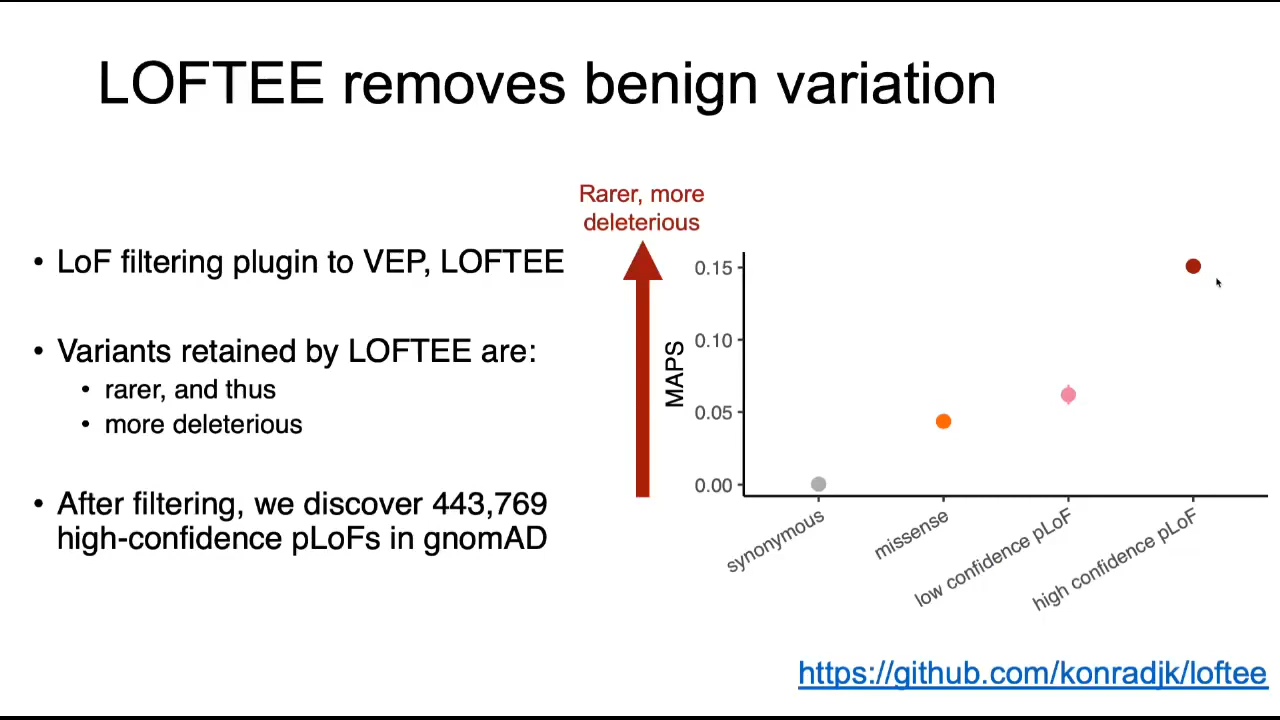 LOFTEE removes benign variation
• LoF filtering plugin to VEP, LOFTEE
• Variants retained by LOFTEE are:
• rarer, and thus
• more deleterious
• After filtering, we discover 443,769
high-confidence pLoFs in gnomAD
Rarer, more
deleterious
MAPS
0.15
0.10
0.05
0.00
synonymous
missense
low confidence pLoF
high confidence pLoF
https://github.com/konradjk/loftee